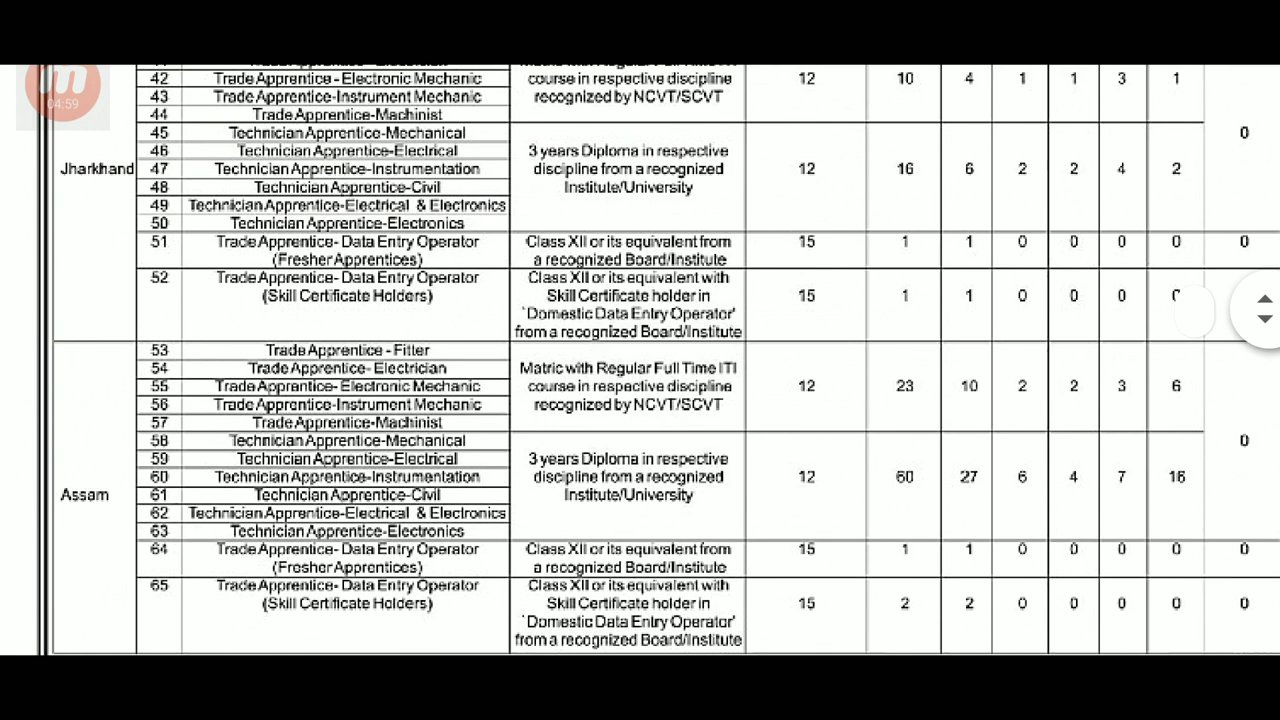 04:59
42 Trade Apprentice - Electronic Mechanic course in respective discipline 12 10 4 1 1 3 1
43 Trade Apprentice-Instrument Mechanic recognized by NCVT/SCVT
44 Trade Apprentice-Machinist
0
45 Technician Apprentice-Mechanical
46 Technician Apprentice-Electrical 3 years Diploma in respective
Jharkhand 47 Technician Apprentice-Instrumentation discipline from a recognized 12 16 6 2 2 4 2
48 Technician Apprentice-Civil Institute/University
49 Technician Apprentice-Electrical & Electronics
50 Technician Apprentice-Electronics
51 Trade Apprentice- Data Entry Operator Class XII or its equivalent from 15 1 1 0 0 0 0 0
(Fresher Apprentices) a recognized Board/Institute
52 Trade Apprentice- Data Entry Operator Class XII or its equivalent with
(Skill Certificate Holders) Skill Certificate holder in 15 1 1 0 0 0
'Domestic Data Entry Operator'
from a recognized Board/Institute
53 Trade Apprentice - Fitter
54 Trade Apprentice- Electrician Matric with Regular Full Time ITI
55 Trade Apprentice- Electronic Mechanic course in respective discipline 12 23 10 2 2 3 6
56 Trade Apprentice-Instrument Mechanic recognized by NCVT/SCVT
57 Trade Apprentice-Machinist
58 Technician Apprentice-Mechanical 0
59 Technician Apprentice-Electrical 3 years Diploma in respective
60 Technician Apprentice-Instrumentation discipline from a recognized 12 60 27 6 4 7 16
Assam 61 Technician Apprentice-Civil Institute/University
62 Technician Apprentice-Electrical & Electronics
63 Technician Apprentice-Electronics
64 Trade Apprentice- Data Entry Operator Class XII or its equivalent from 15 1 1 0 0 0 0 0
(Fresher Apprentices) a recognized Board/Institute
65 Trade Apprentice- Data Entry Operator Class XII or its equivalent with
(Skill Certificate Holders) Skill Certificate holder in 15 2 2 0 0 0 0 0
'Domestic Data Entry Operator'
from a recognized Board/Institute